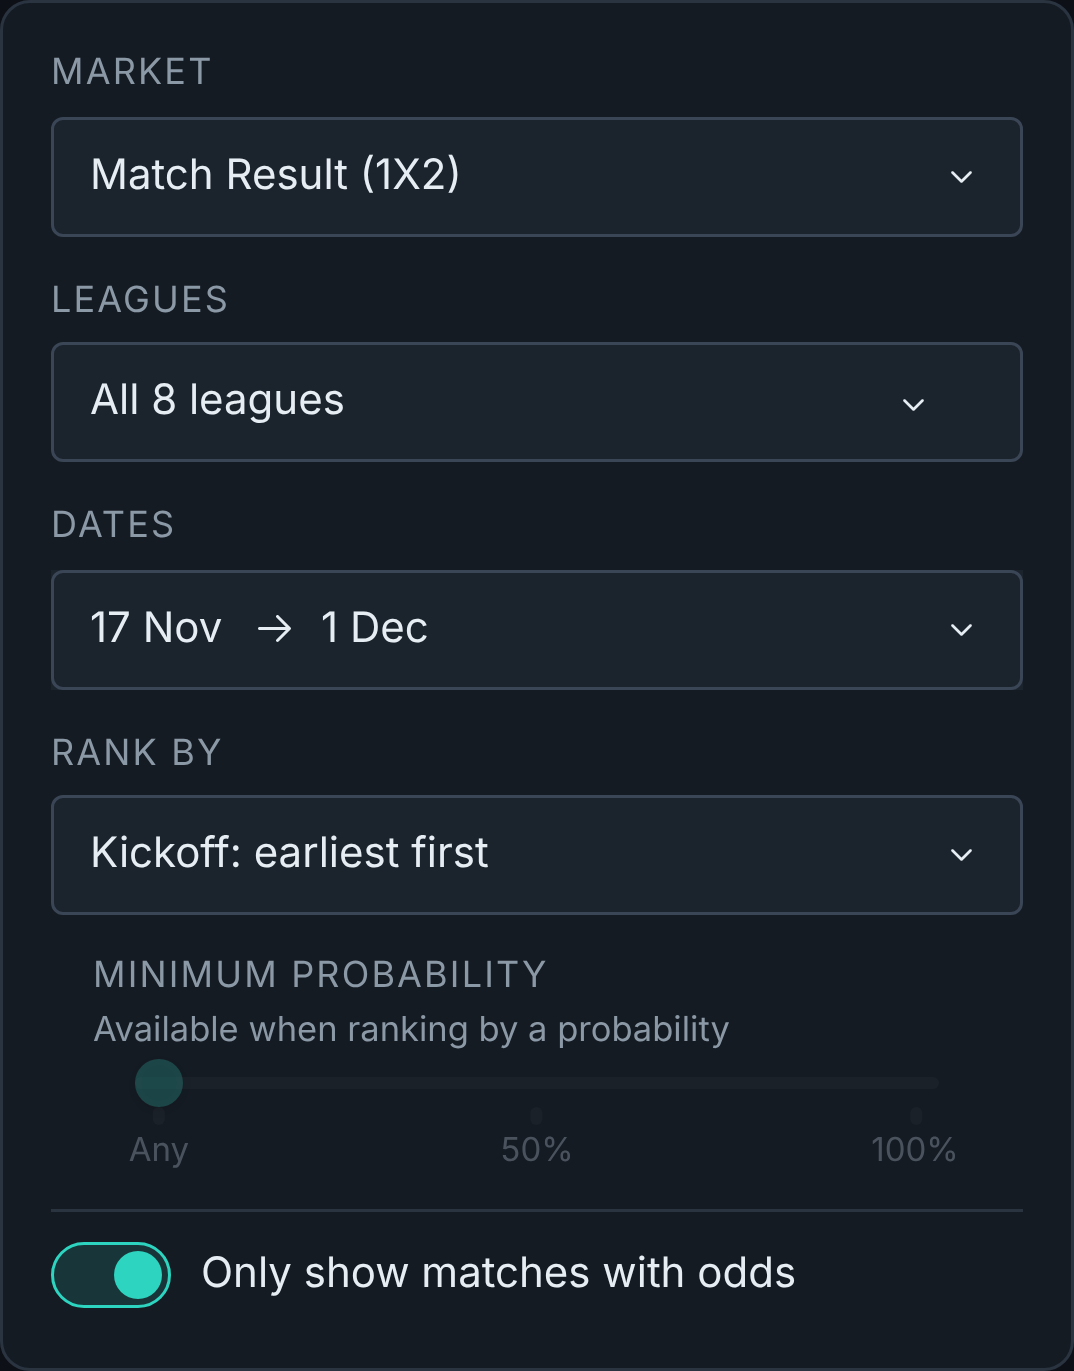 MARKET
Match Result (1X2)
LEAGUES
All 8 leagues
DATES
17 Nov → 1 Dec
RANK BY
Kickoff: earliest first
MINIMUM PROBABILITY
Available when ranking by a probability
Any 50% 100%
Only show matches with odds